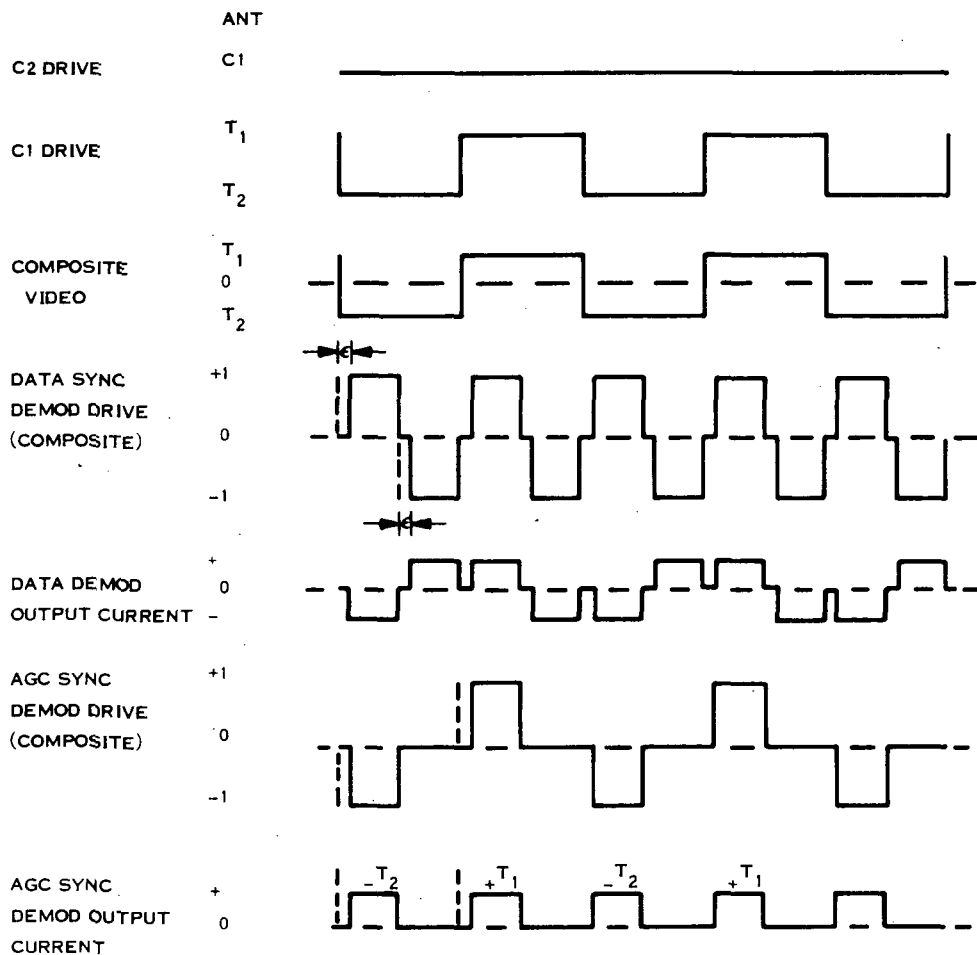 ANT
C2 DRIVE C1
C1 DRIVE T1
T2
COMPOSITE VIDEO T1
0
T2
ϵ
DATA SYNC +1
DEMOD DRIVE
(COMPOSITE) 0
-1
ϵ
DATA DEMOD +
OUTPUT CURRENT 0
-
AGC SYNC +1
DEMOD DRIVE
(COMPOSITE) 0
-1
-T2 +T1 -T2 +T1
AGC SYNC +
DEMOD OUTPUT 0
CURRENT